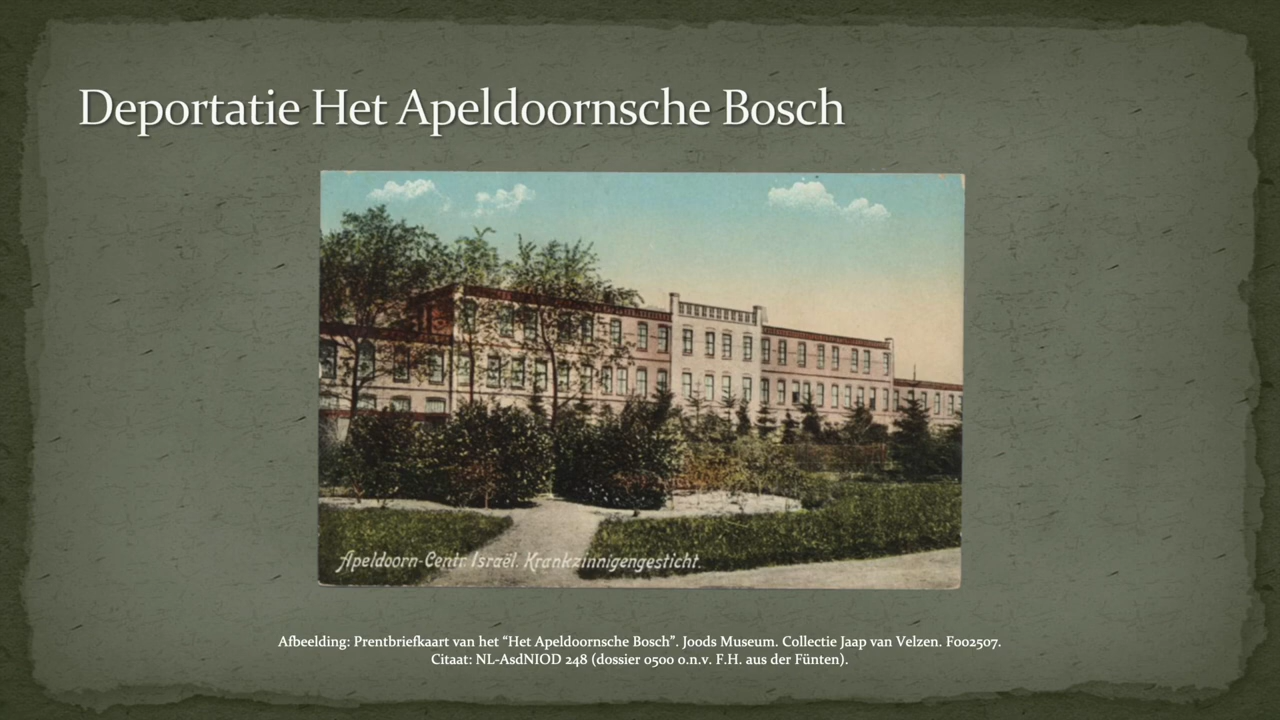 Deportatie Het Apeldoornsche Bosch
Apeldoorn-Centr. Israël. Krankzinnigengesticht.
Afbeelding: Prentbriefkaart van het “Het Apeldoornsche Bosch”. Joods Museum. Collectie Jaap van Velzen. F002507.
Citaat: NL-AsdNIOD 248 (dossier 0500 o.n.v. F.H. aus der Fünten).